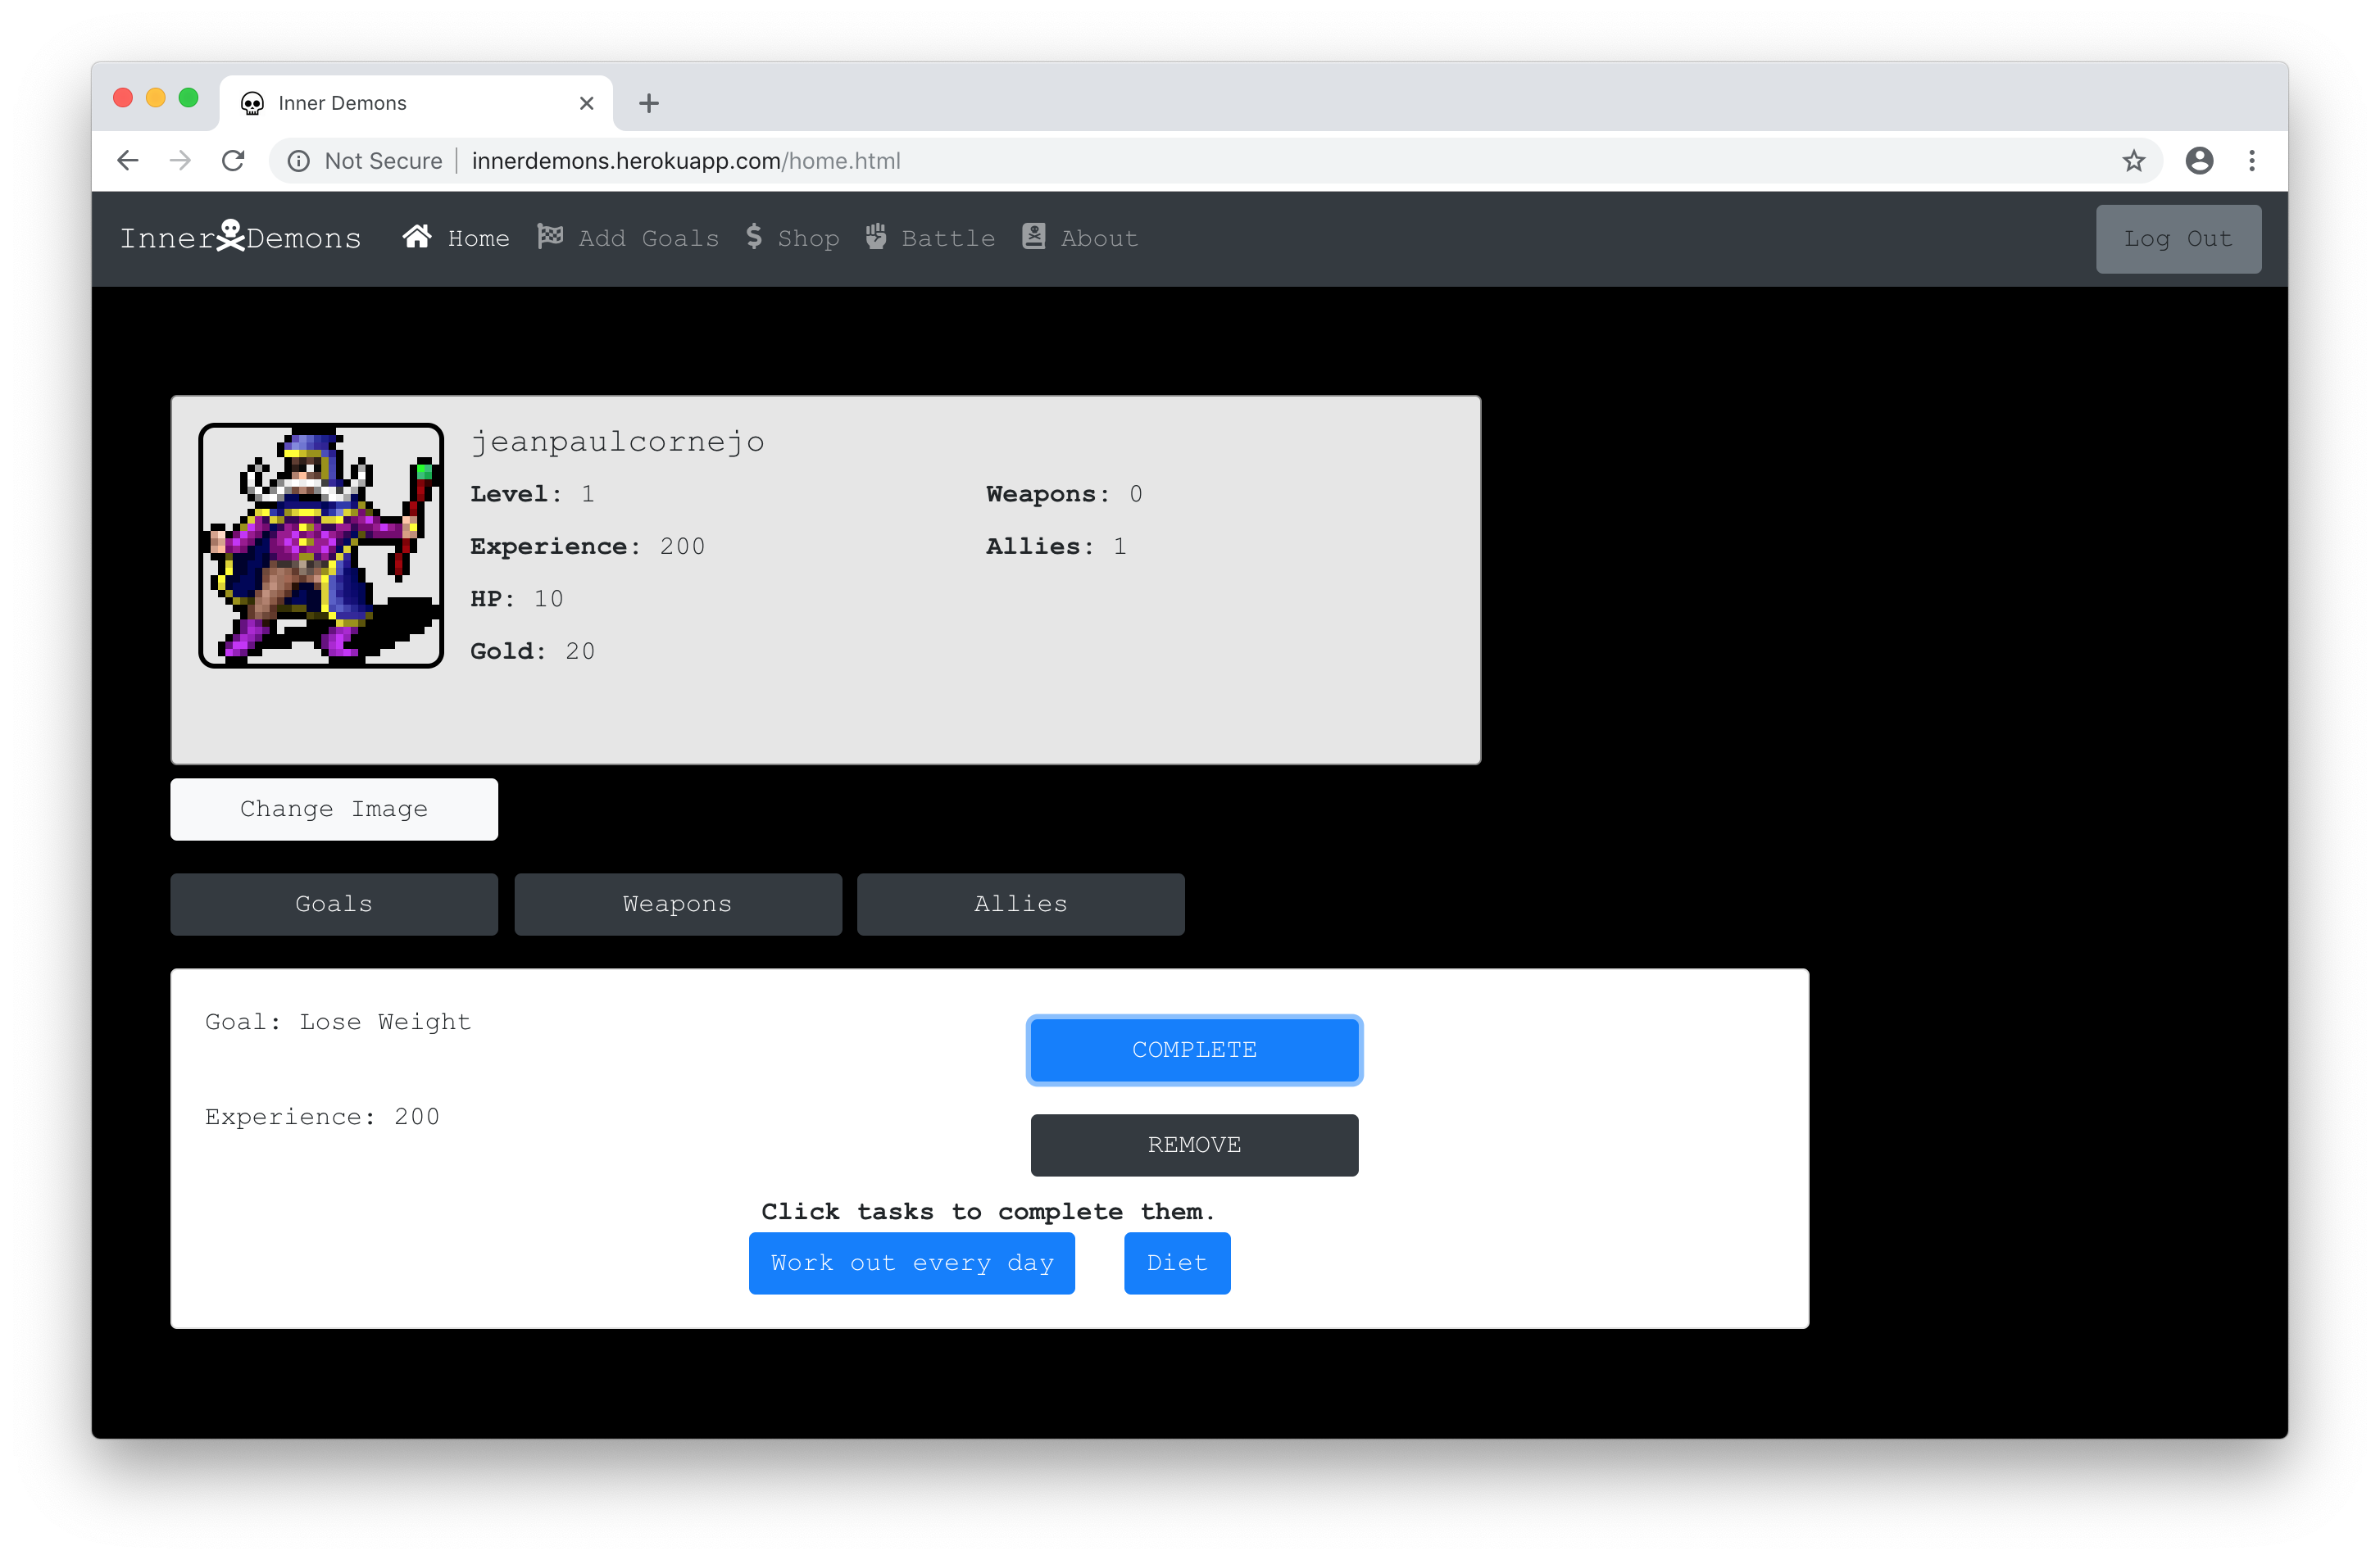 Inner Demons
Not Secure innerdemons.herokuapp.com/home.html
Inner Demons Home Add Goals $ Shop Battle About Log Out
jeanpaulcornejo
Level: 1 Weapons: 0
Experience: 200 Allies: 1
HP: 10
Gold: 20
Change Image
Goals Weapons Allies
Goal: Lose Weight
COMPLETE
Experience: 200
REMOVE
Click tasks to complete them.
Work out every day Diet